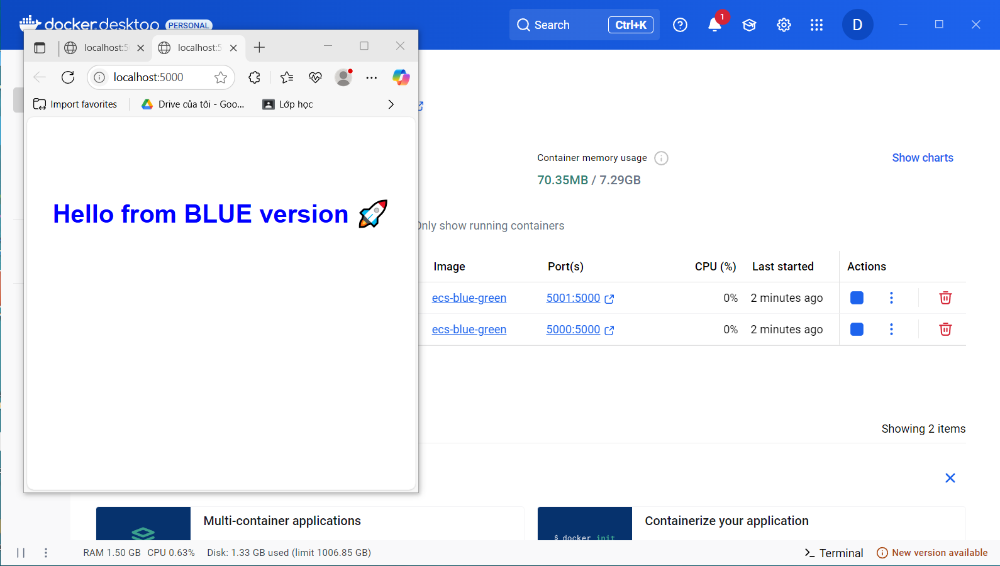 docker.desktop PERSONAL
Search Ctrl+K
1
D
localhost:5
localhost:5
localhost:5000
Import favorites
Drive của tôi - Goo...
Lớp học
Hello from BLUE version 🚀
Container memory usage
70.35MB / 7.29GB
Show charts
Only show running containers
Image Port(s) CPU (%) Last started Actions
ecs-blue-green 5001:5000 0% 2 minutes ago
ecs-blue-green 5000:5000 0% 2 minutes ago
Showing 2 items
Multi-container applications
Containerize your application
$ docker init
RAM 1.50 GB CPU 0.63% Disk: 1.33 GB used (limit 1006.85 GB)
Terminal
New version available